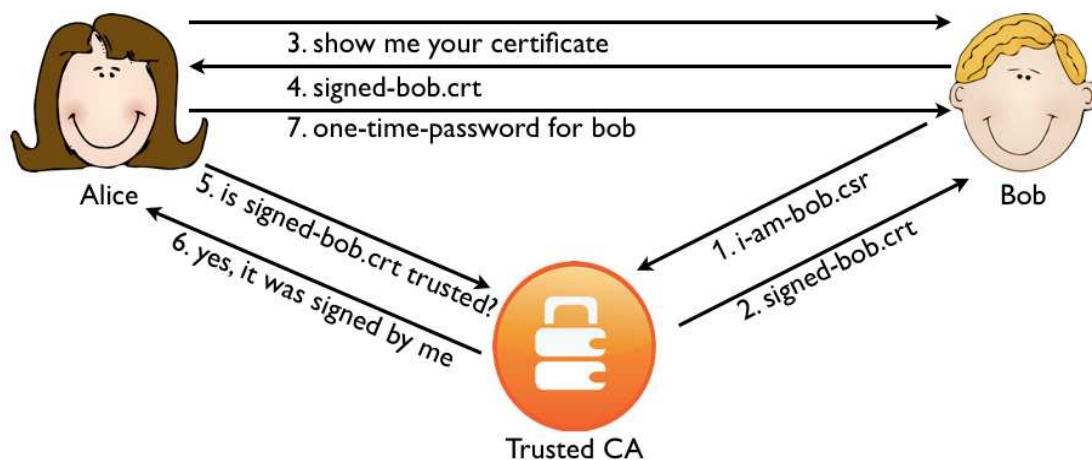 3. show me your certificate
4. signed-bob.crt
7. one-time-password for bob
Alice
Bob
5. is signed-bob.crt trusted?
6. yes, it was signed by me
1. i-am-bob.csr
2. signed-bob.crt
Trusted CA